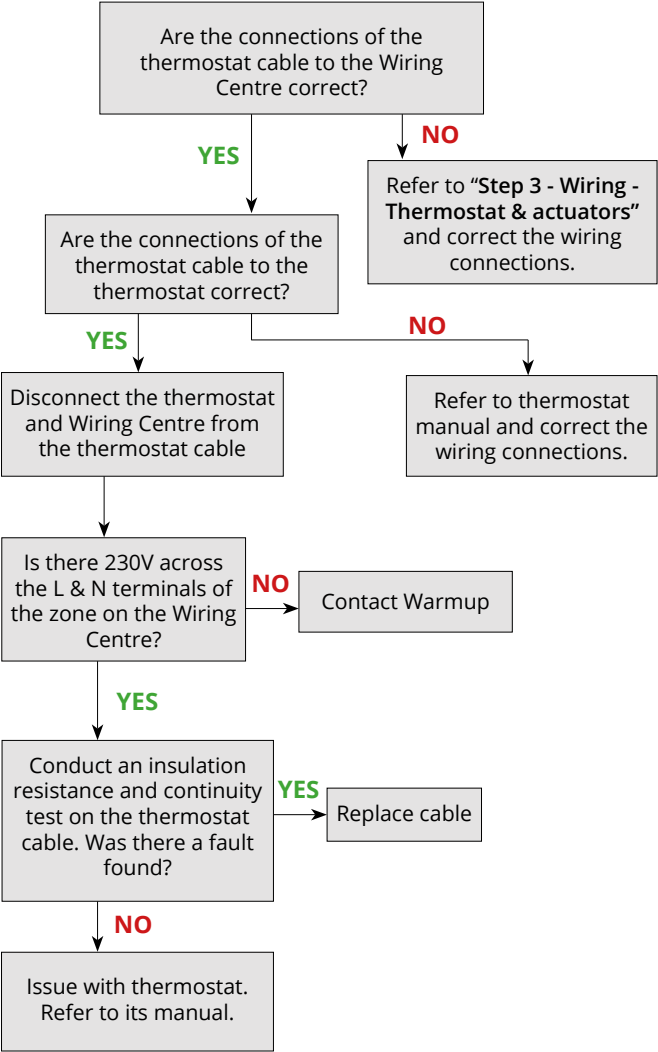 Are the connections of the
thermostat cable to the Wiring
Centre correct?
NO
YES
Refer to “Step 3 - Wiring -
Thermostat & actuators”
and correct the wiring
connections.
Are the connections of the
thermostat cable to the
thermostat correct?
NO
YES
Disconnect the thermostat
and Wiring Centre from
the thermostat cable
Refer to thermostat
manual and correct the
wiring connections.
Is there 230V across
the L & N terminals of
the zone on the Wiring
Centre?
NO
Contact Warmup
YES
Conduct an insulation
resistance and continuity
test on the thermostat
cable. Was there a fault
found?
YES
Replace cable
NO
Issue with thermostat.
Refer to its manual.